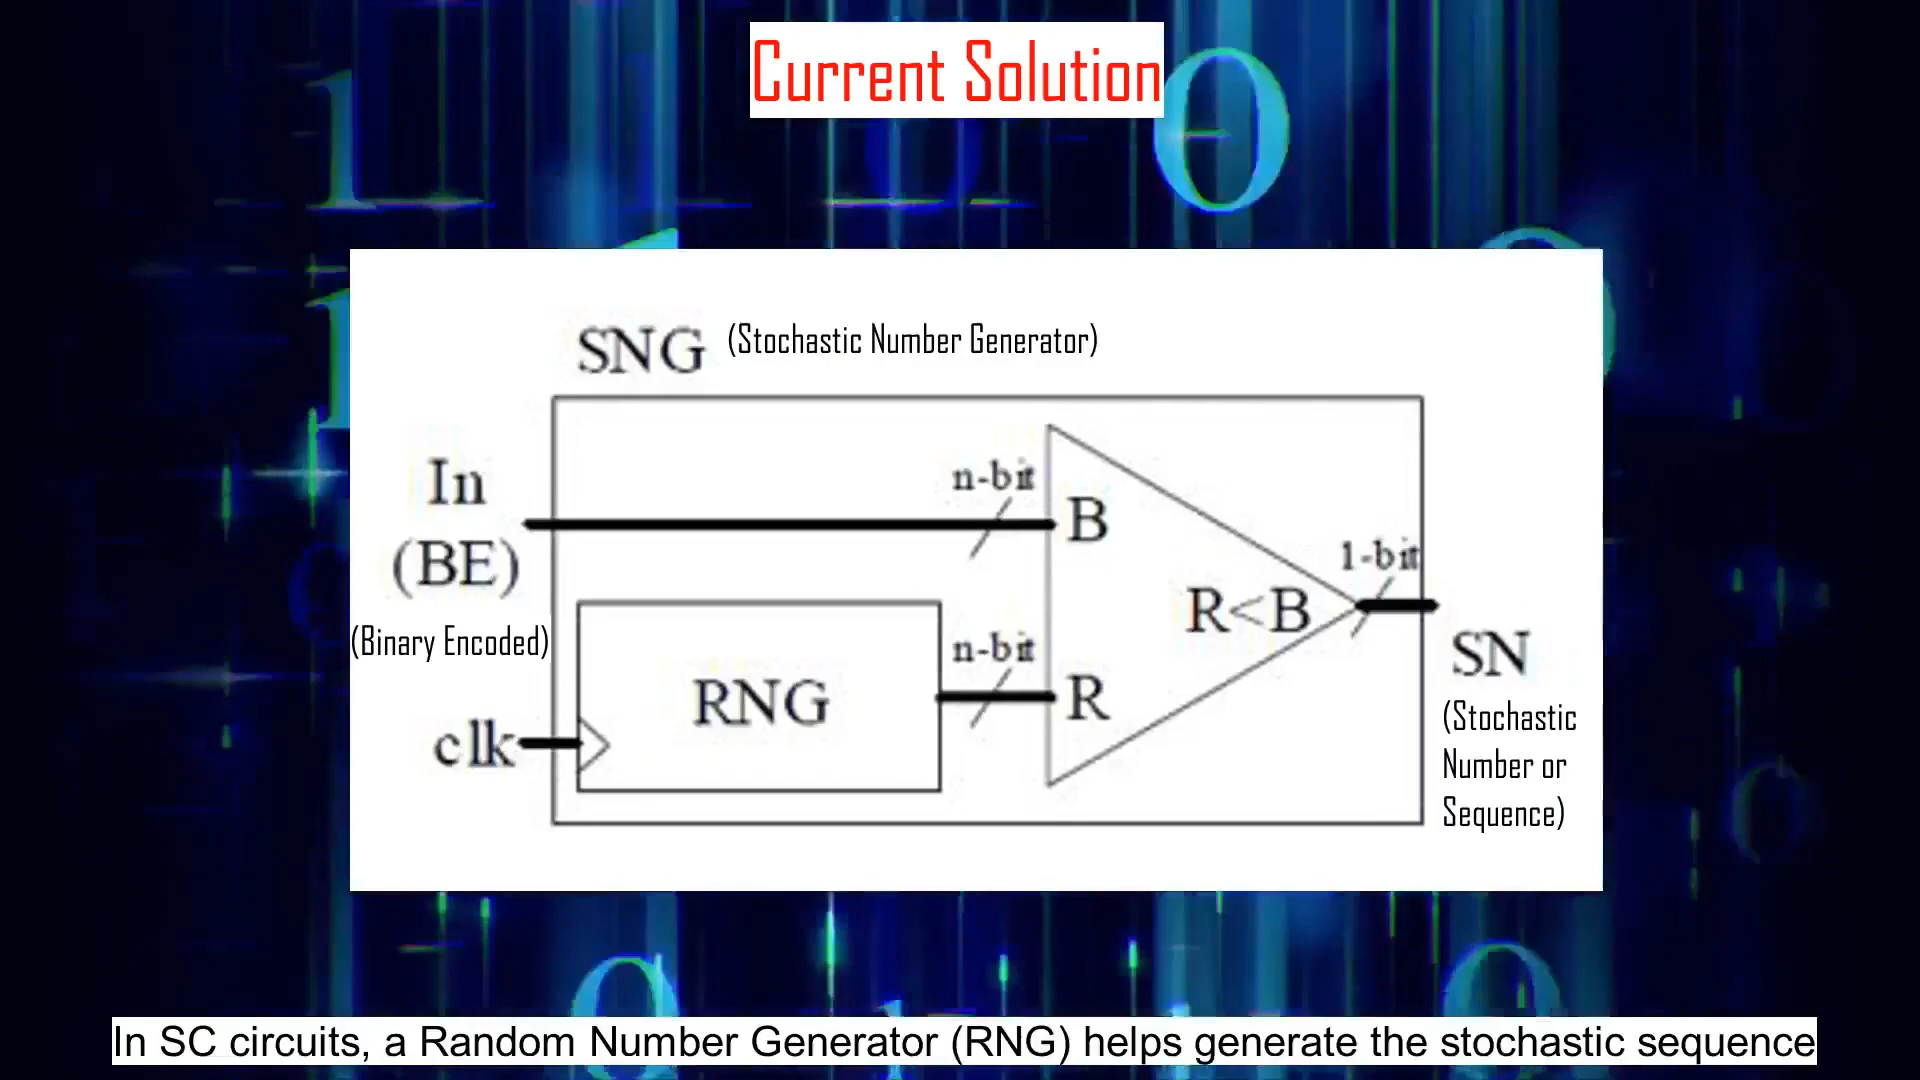 Current Solution
SNG (Stochastic Number Generator)
In
(BE)
(Binary Encoded)
clk
n-bit
B
RNG
n-bit
R
R<B
1-bit
SN
(Stochastic
Number or
Sequence)
In SC circuits, a Random Number Generator (RNG) helps generate the stochastic sequence